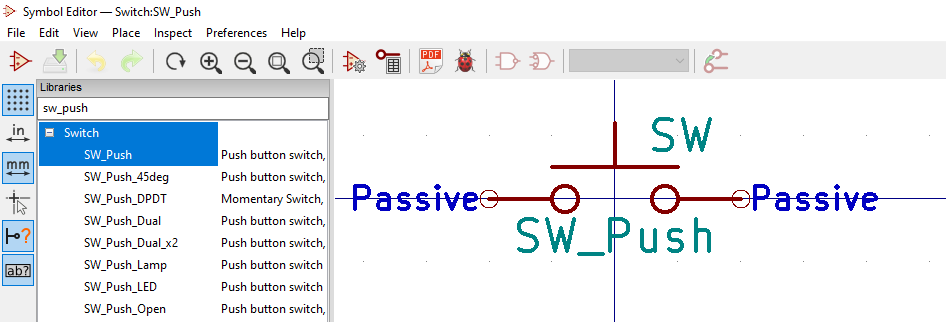 Symbol Editor — Switch:SW_Push
File Edit View Place Inspect Preferences Help
PDF
Libraries
sw_push
in
mm
ab?
Switch
SW_Push Push button switch,
SW_Push_45deg Push button switch,
SW_Push_DPDT Momentary Switch,
SW_Push_Dual Push button switch,
SW_Push_Dual_x2 Push button switch,
SW_Push_Lamp Push button switch
SW_Push_LED Push button switch,
SW_Push_Open Push button switch,
SW
Passive Passive
SW_Push